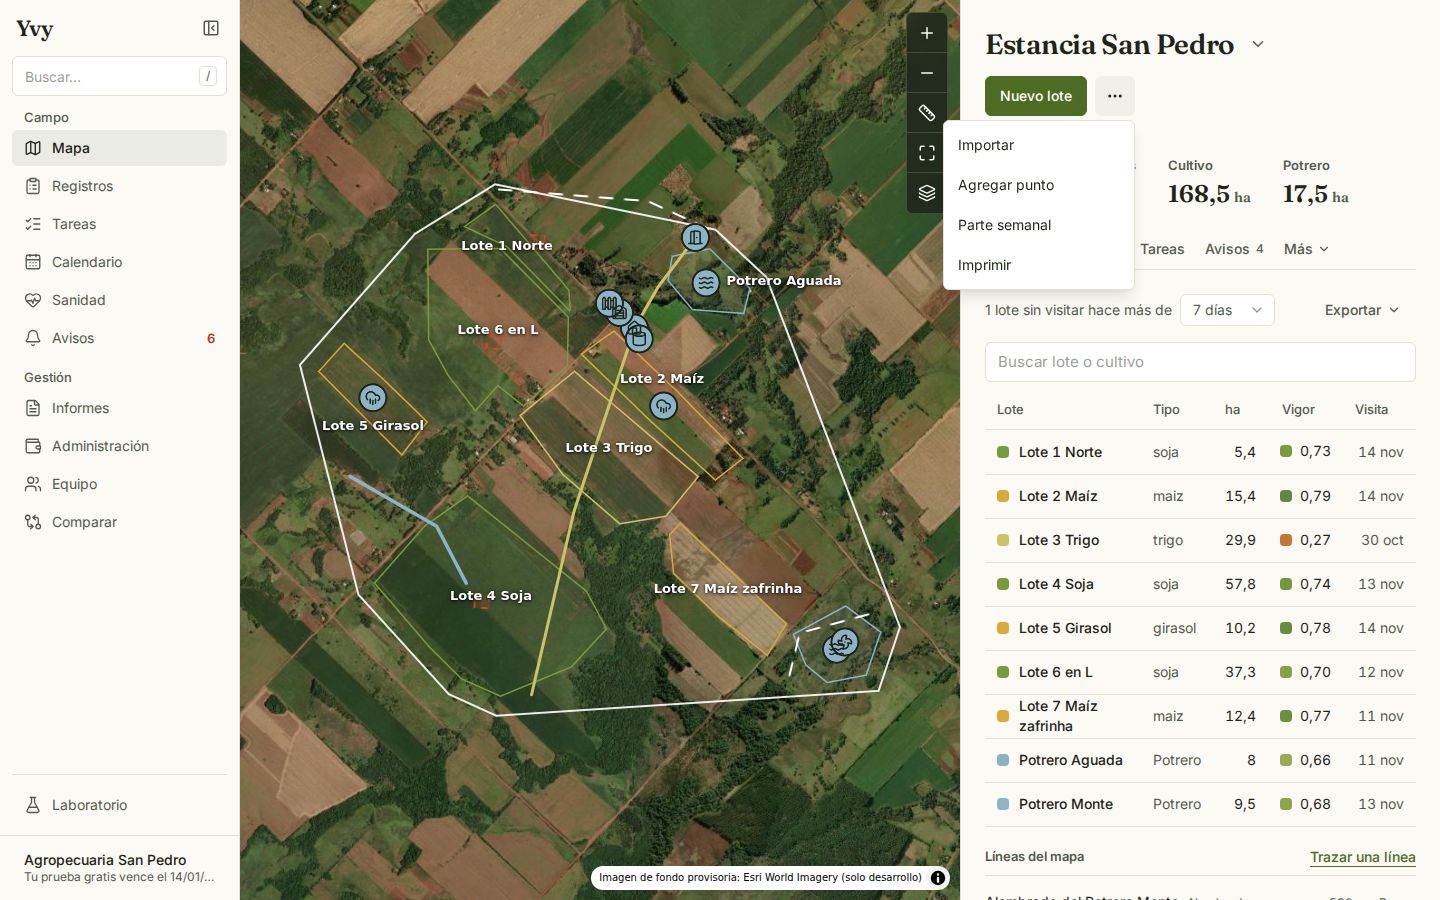 Yvy
Buscar...
/
Campo
Mapa
Registros
Tareas
Calendario
Sanidad
Avisos
6
Gestión
Informes
Administración
Equipo
Comparar
Laboratorio
Agropecuaria San Pedro
Tu prueba gratis vence el 14/01/...
Lote 1 Norte
Potrero Aguada
Lote 6 en L
Lote 2 Maíz
Lote 5 Girasol
Lote 3 Trigo
Lote 4 Soja
Lote 7 Maíz zafrinha
Imagen de fondo provisoria: Esri World Imagery (solo desarrollo)
Estancia San Pedro
Nuevo lote
Importar
Agregar punto
Parte semanal
Imprimir
Cultivo Potrero
168,5 ha 17,5 ha
Tareas Avisos 4 Más
1 lote sin visitar hace más de 7 días Exportar
Buscar lote o cultivo
Lote Tipo ha Vigor Visita
Lote 1 Norte soja 5,4 0,73 14 nov
Lote 2 Maíz maiz 15,4 0,79 14 nov
Lote 3 Trigo trigo 29,9 0,27 30 oct
Lote 4 Soja soja 57,8 0,74 13 nov
Lote 5 Girasol girasol 10,2 0,78 14 nov
Lote 6 en L soja 37,3 0,70 12 nov
Lote 7 Maíz zafrinha maiz 12,4 0,77 11 nov
Potrero Aguada Potrero 8 0,66 11 nov
Potrero Monte Potrero 9,5 0,68 13 nov
Líneas del mapa Trazar una línea